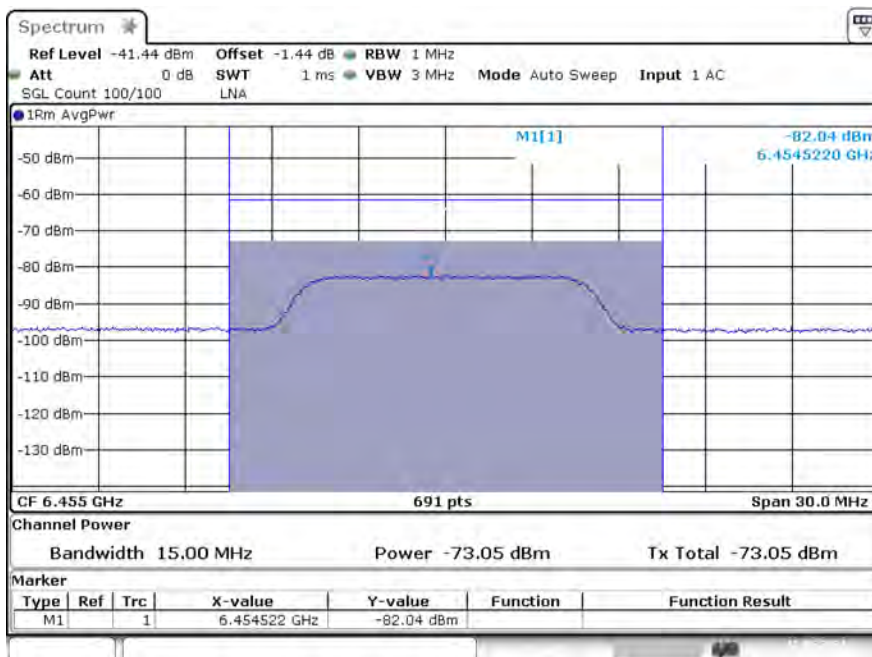 Spectrum
Ref Level -41.44 dBm Offset -1.44 dB RBW 1 MHz
Att 0 dB SWT 1 ms VBW 3 MHz Mode Auto Sweep Input 1 AC
SGL Count 100/100 LNA
1Rm AvgPwr
M1[1] -82.04 dBm
6.4545220 GHz
-50 dBm
-60 dBm
-70 dBm
-80 dBm
-90 dBm
-100 dBm
-110 dBm
-120 dBm
-130 dBm
CF 6.455 GHz 691 pts Span 30.0 MHz
Channel Power
Bandwidth 15.00 MHz Power -73.05 dBm Tx Total -73.05 dBm
Marker
Type Ref Trc X-value Y-value Function Function Result
M1 1 6.454522 GHz -82.04 dBm